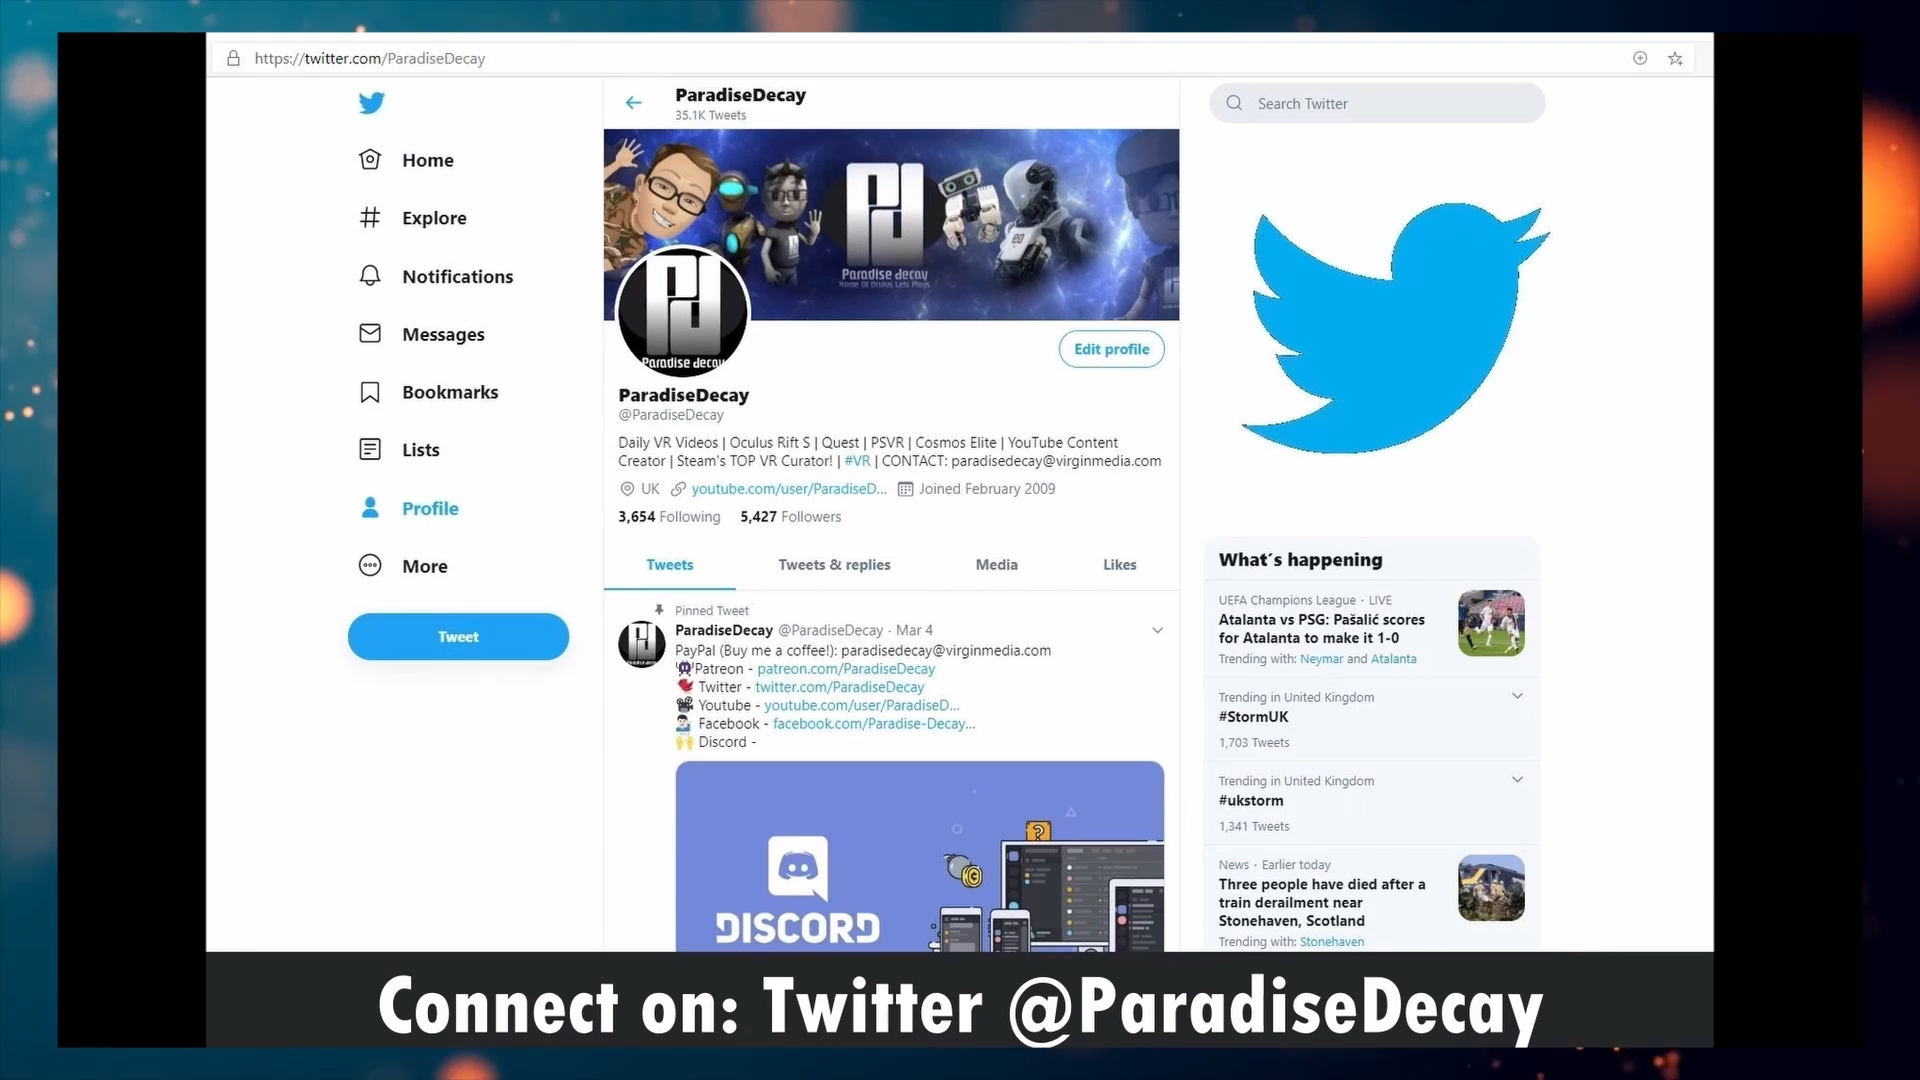 https://twitter.com/ParadiseDecay
Home
Explore
Notifications
Messages
Bookmarks
Lists
Profile
More
Tweet
ParadiseDecay
35.1K Tweets
Paradise decay
Home Of Oculus Lets Plays
Paradise decay
Edit profile
ParadiseDecay
@ParadiseDecay
Daily VR Videos | Oculus Rift S | Quest | PSVR | Cosmos Elite | YouTube Content
Creator | Steam's TOP VR Curator! | #VR | CONTACT: paradisedecay@virginmedia.com
UK youtube.com/user/ParadiseD... Joined February 2009
3,654 Following 5,427 Followers
Tweets Tweets & replies Media Likes
Pinned Tweet
ParadiseDecay @ParadiseDecay · Mar 4
PayPal (Buy me a coffee!): paradisedecay@virginmedia.com
Patreon - patreon.com/ParadiseDecay
Twitter - twitter.com/ParadiseDecay
Youtube - youtube.com/user/ParadiseD...
Facebook - facebook.com/Paradise-Decay...
Discord -
DISCORD
Search Twitter
What´s happening
UEFA Champions League · LIVE
Atalanta vs PSG: Pašalić scores
for Atalanta to make it 1-0
Trending with: Neymar and Atalanta
Trending in United Kingdom
#StormUK
1,703 Tweets
Trending in United Kingdom
#ukstorm
1,341 Tweets
News · Earlier today
Three people have died after a
train derailment near
Stonehaven, Scotland
Trending with: Stonehaven
Connect on: Twitter @ParadiseDecay